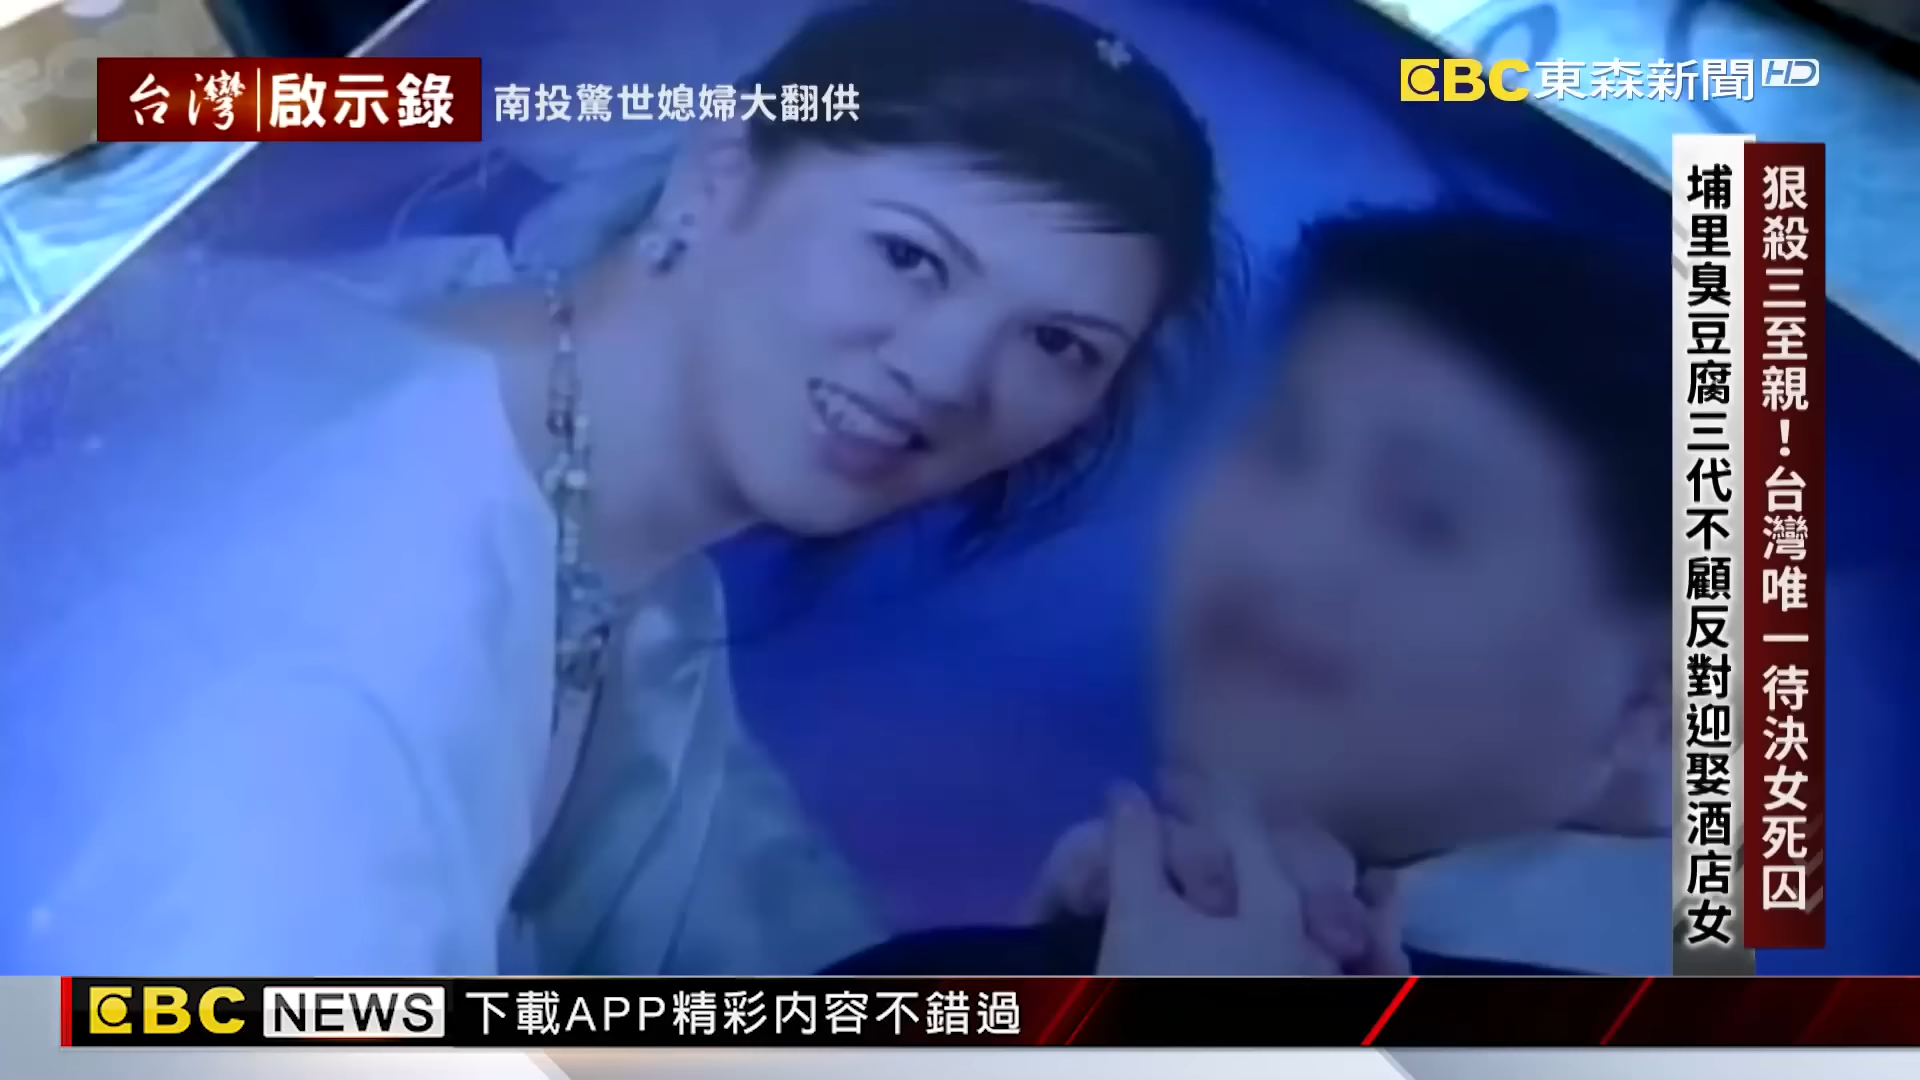 台灣啟示錄
南投驚世媳婦大翻供
EBC東森新聞HD
狠殺三至親！台灣唯一待決女死囚
埔里臭豆腐三代不顧反對迎娶酒店女
EBC NEWS
下載APP精彩內容不錯過